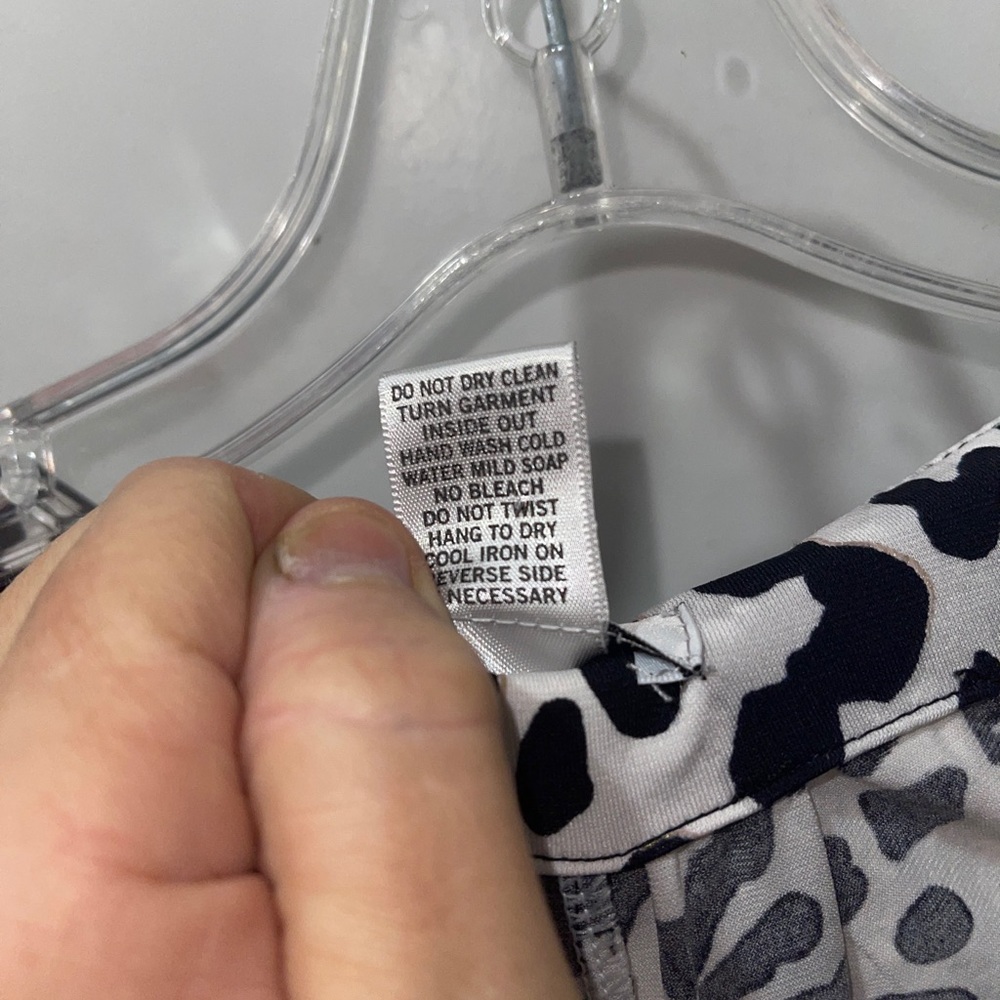 DO NOT DRY CLEAN
TURN GARMENT
INSIDE OUT
HAND WASH COLD
WATER MILD SOAP
NO BLEACH
DO NOT TWIST
HANG TO DRY
COOL IRON ON
EVERSE SIDE
NECESSARY